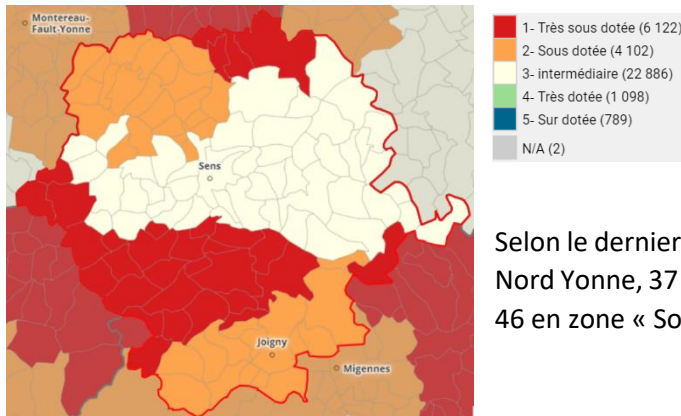 Montereau-
Fault-Yonne
Sens
Joigny
Migennes
1- Très sous dotée (6 122)
2- Sous dotée (4 102)
3- intermédiaire (22 886)
4- Très dotée (1 098)
5- Sur dotée (789)
N/A (2)
Selon le dernier
Nord Yonne, 37
46 en zone « So